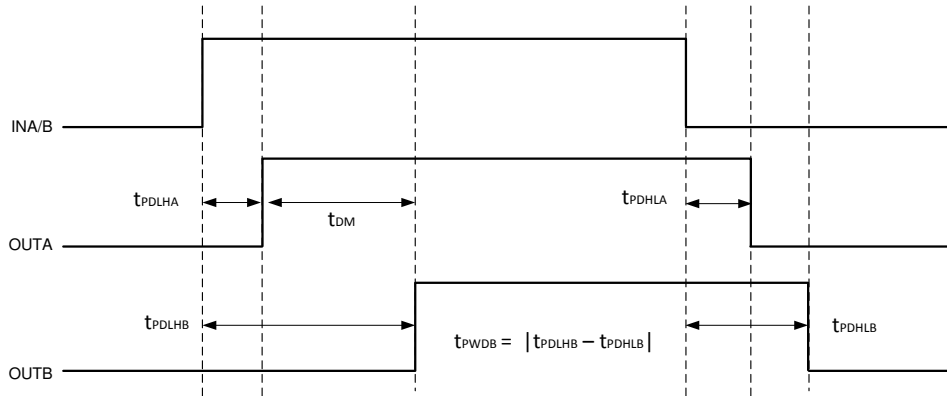 INA/B
tPDLHA
tPDHLA
tDM
OUTA
tPDLHB
tPWDB = |tPDLHB – tPDHLB|
tPDHLB
OUTB